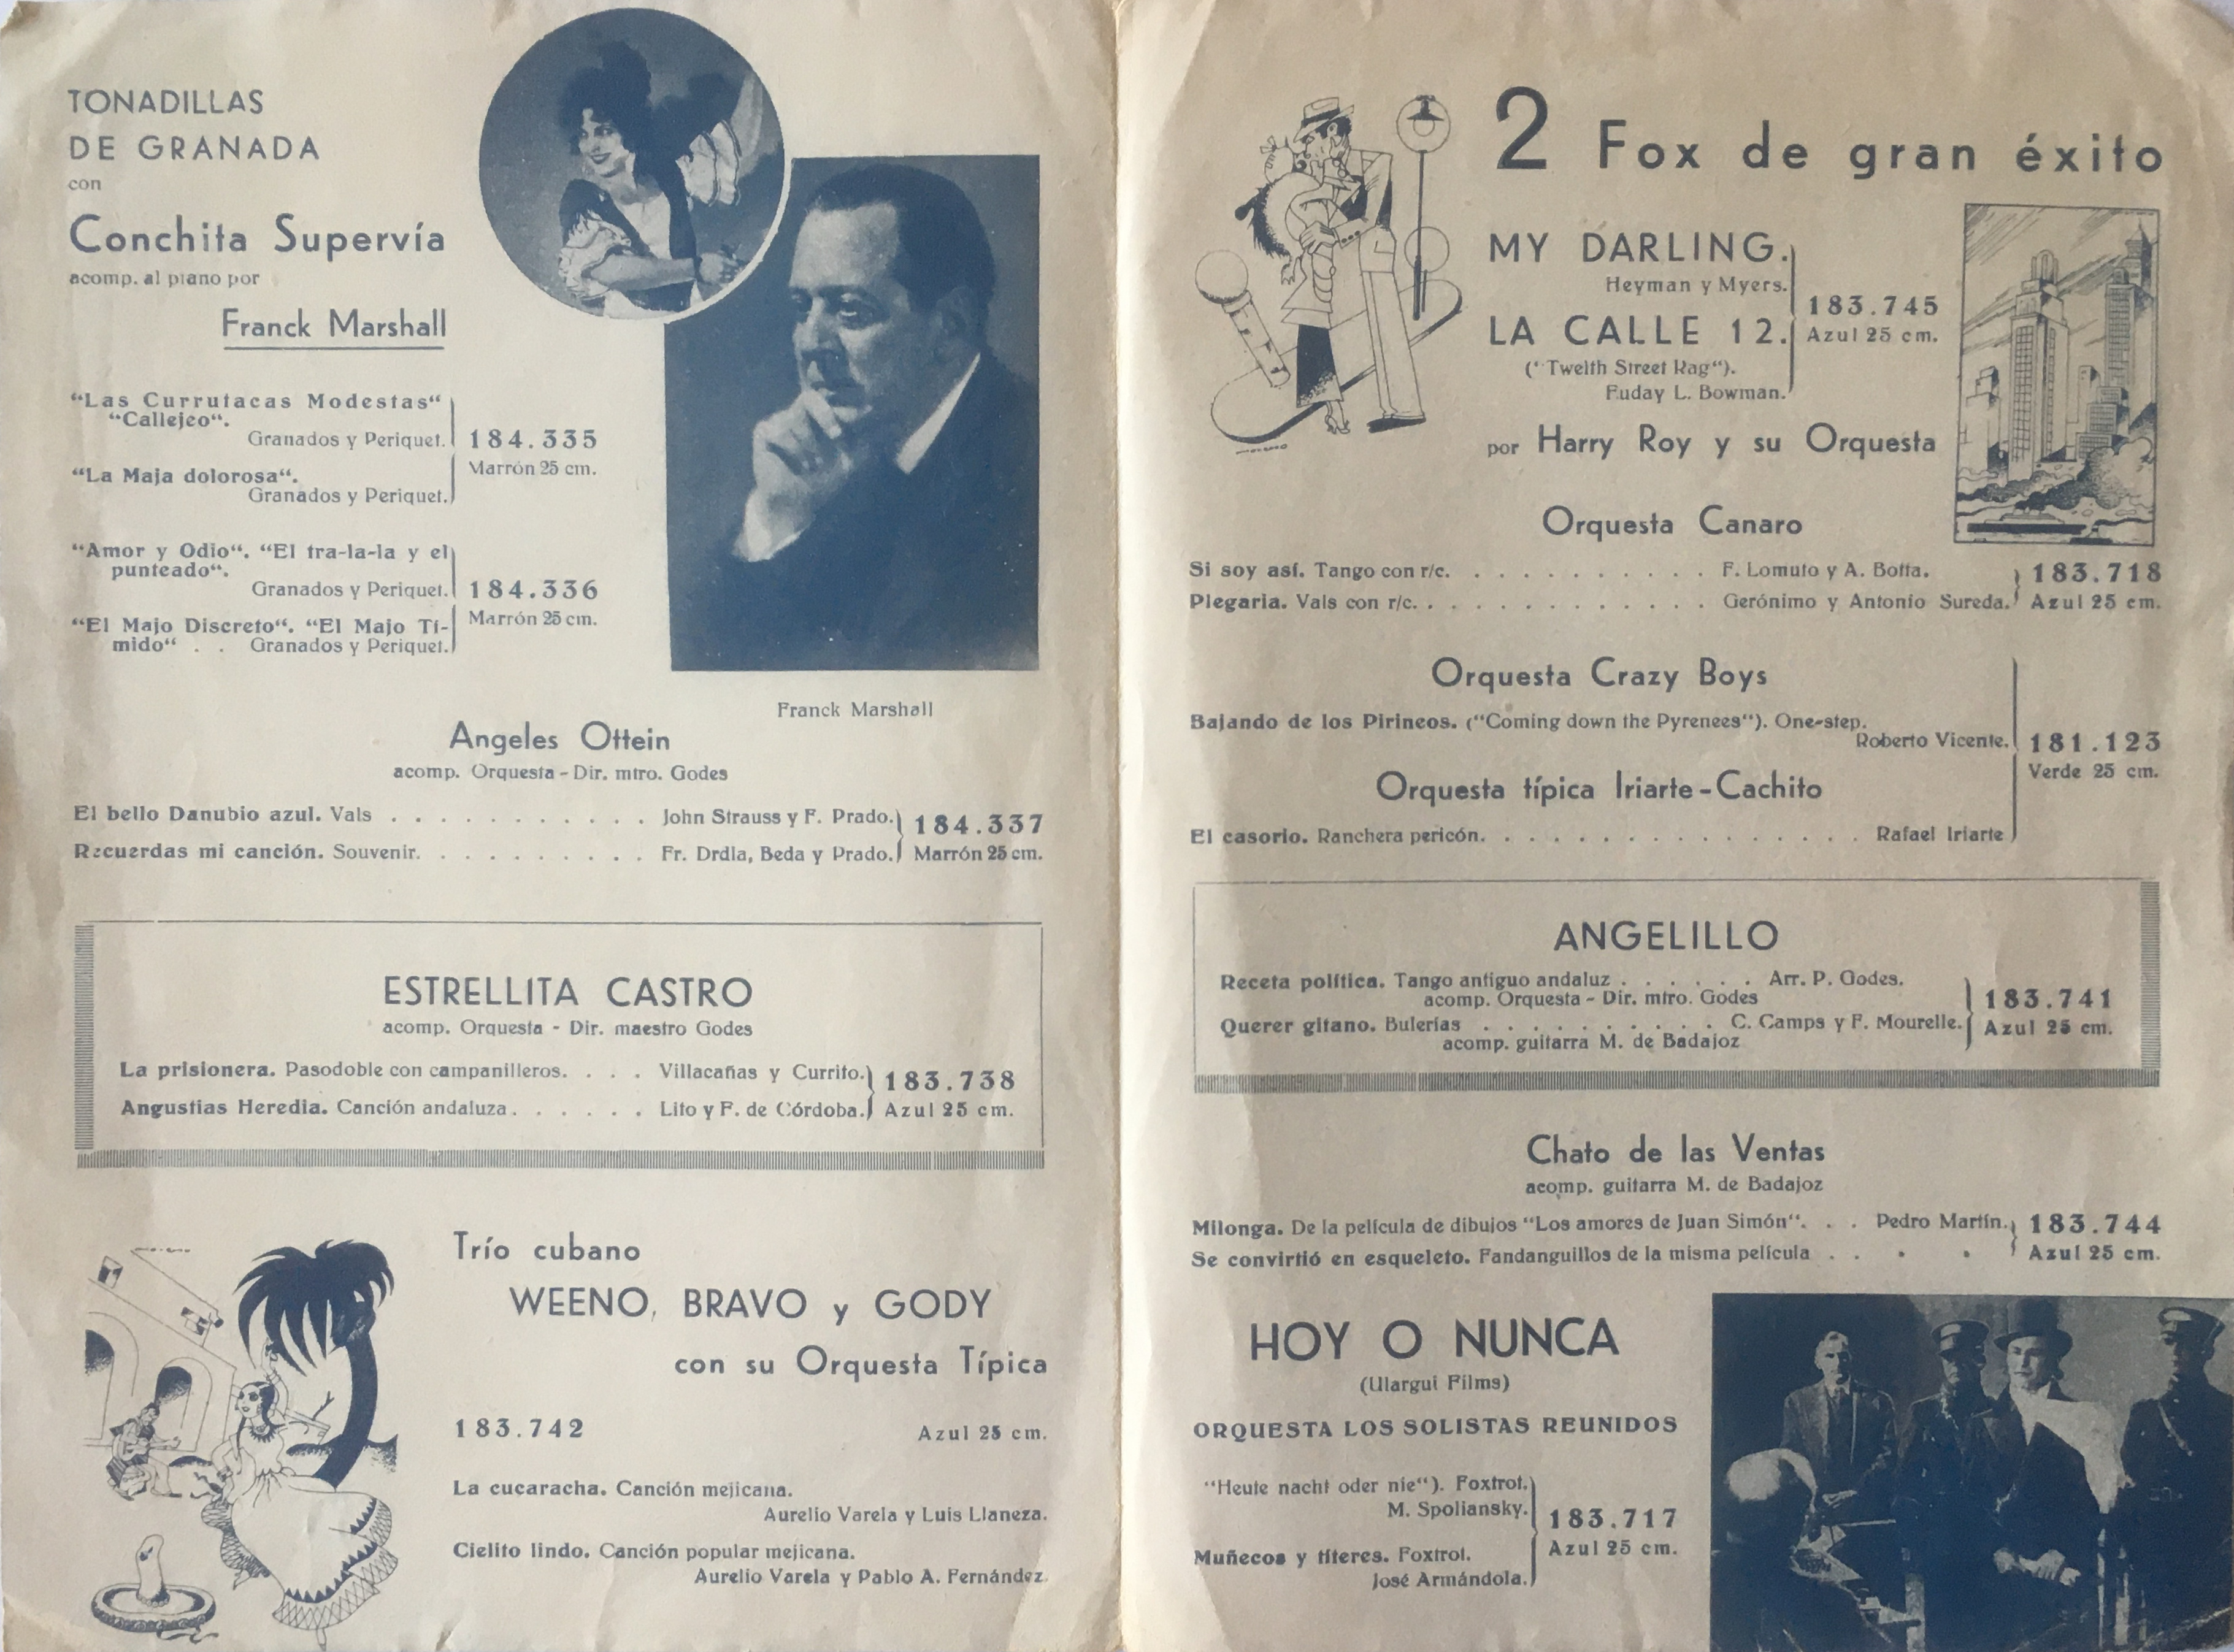 TONADILLAS
DE GRANADA
con
Conchita Supervía
acomp. al piano por
Franck Marshall
“Las Currutacas Modestas“
“Callejeo“.
Granados y Periquet.
184.335
Marrón 25 cm.
“La Maja dolorosa“.
Granados y Periquet.
“Amor y Odio“. “El tra-la-la y el
punteado“.
Granados y Periquet.
184.336
Marrón 25 cm.
“El Majo Discreto“. “El Majo Tí-
mido“ . . Granados y Periquet.
Franck Marshall
Angeles Ottein
acomp. Orquesta - Dir. mtro. Godes
El bello Danubio azul. Vals . . . . . . . . . . . John Strauss y F. Prado.
184.337
Recuerdas mi canción. Souvenir. . . . . . . . . . Fr. Drdla, Beda y Prado.
Marrón 25 cm.
ESTRELLITA CASTRO
acomp. Orquesta - Dir. maestro Godes
La prisionera. Pasodoble con campanilleros. . . . Villacañas y Currito.
183.738
Angustias Heredia. Canción andaluza . . . . . . Lito y F. de Córdoba.
Azul 25 cm.
Trío cubano
WEENO, BRAVO y GODY
con su Orquesta Típica
183.742 Azul 25 cm.
La cucaracha. Canción mejicana.
Aurelio Varela y Luis Llaneza.
Cielito lindo. Canción popular mejicana.
Aurelio Varela y Pablo A. Fernández.
2 Fox de gran éxito
MY DARLING.
Heyman y Myers.
183.745
Azul 25 cm.
LA CALLE 12.
(“Twelth Street Rag“).
Euday L. Bowman.
por Harry Roy y su Orquesta
Orquesta Canaro
Si soy así. Tango con r/c. . . . . . . . . . . F. Lomuto y A. Botta.
183.718
Plegaria. Vals con r/c. . . . . . . . . . . . . Gerónimo y Antonio Sureda.
Azul 25 cm.
Orquesta Crazy Boys
Bajando de los Pirineos. (“Coming down the Pyrenees“). One-step.
Roberto Vicente.
181.123
Verde 25 cm.
Orquesta típica Iriarte-Cachito
El casorio. Ranchera pericón. . . . . . . . . . . . . . . . Rafael Iriarte
ANGELILLO
Receta política. Tango antiguo andaluz . . . . . . Arr. P. Godes.
acomp. Orquesta - Dir. mtro. Godes
183.741
Querer gitano. Bulerías . . . . . . . . . . C. Camps y F. Mourelle.
Azul 25 cm.
acomp. guitarra M. de Badajoz
Chato de las Ventas
acomp. guitarra M. de Badajoz
Milonga. De la película de dibujos “Los amores de Juan Simón“. . . Pedro Martín.
183.744
Se convirtió en esqueleto. Fandanguillos de la misma película . . . .
Azul 25 cm.
HOY O NUNCA
(Ulargui Films)
ORQUESTA LOS SOLISTAS REUNIDOS
“Heute nacht oder nie“). Foxtrot.
M. Spoliansky.
183.717
Azul 25 cm.
Muñecos y títeres. Foxtrot.
José Armándola.